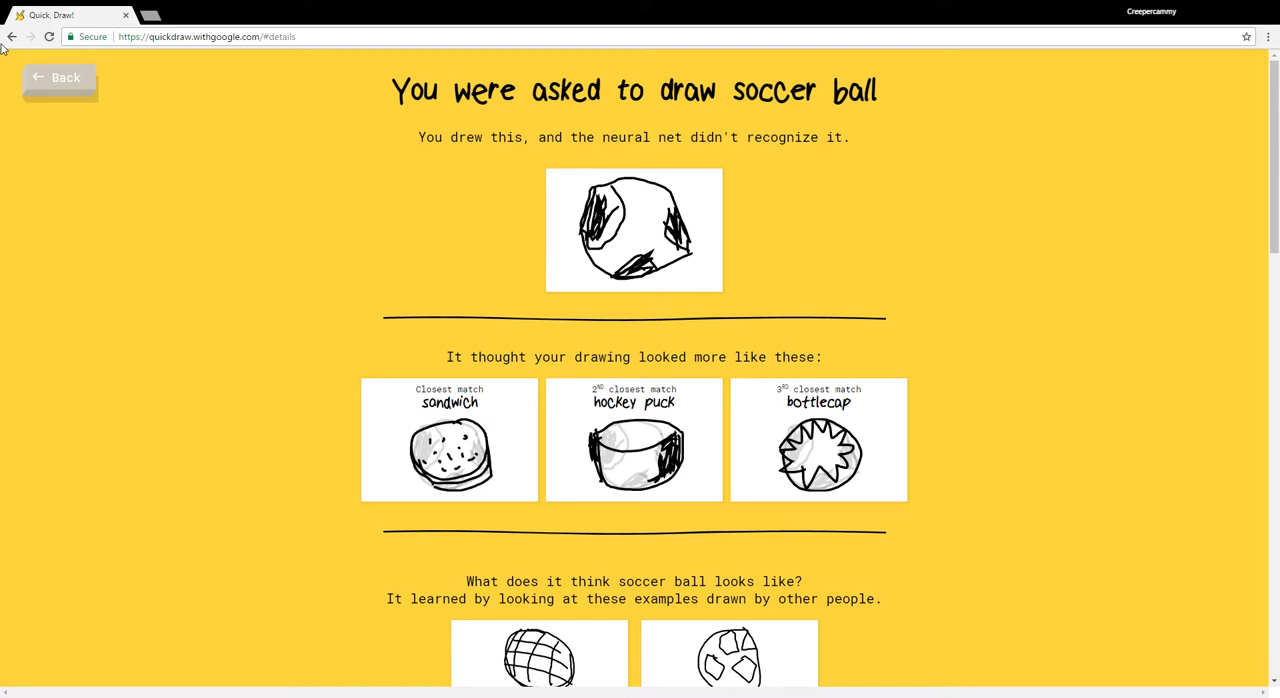 Quick, Draw!
Creepercammy
Secure https://quickdraw.withgoogle.com/#details
Back
You were asked to draw soccer ball
You drew this, and the neural net didn't recognize it.
It thought your drawing looked more like these:
Closest match
sandwich
2ND closest match
hockey puck
3RD closest match
bottlecap
What does it think soccer ball looks like?
It learned by looking at these examples drawn by other people.